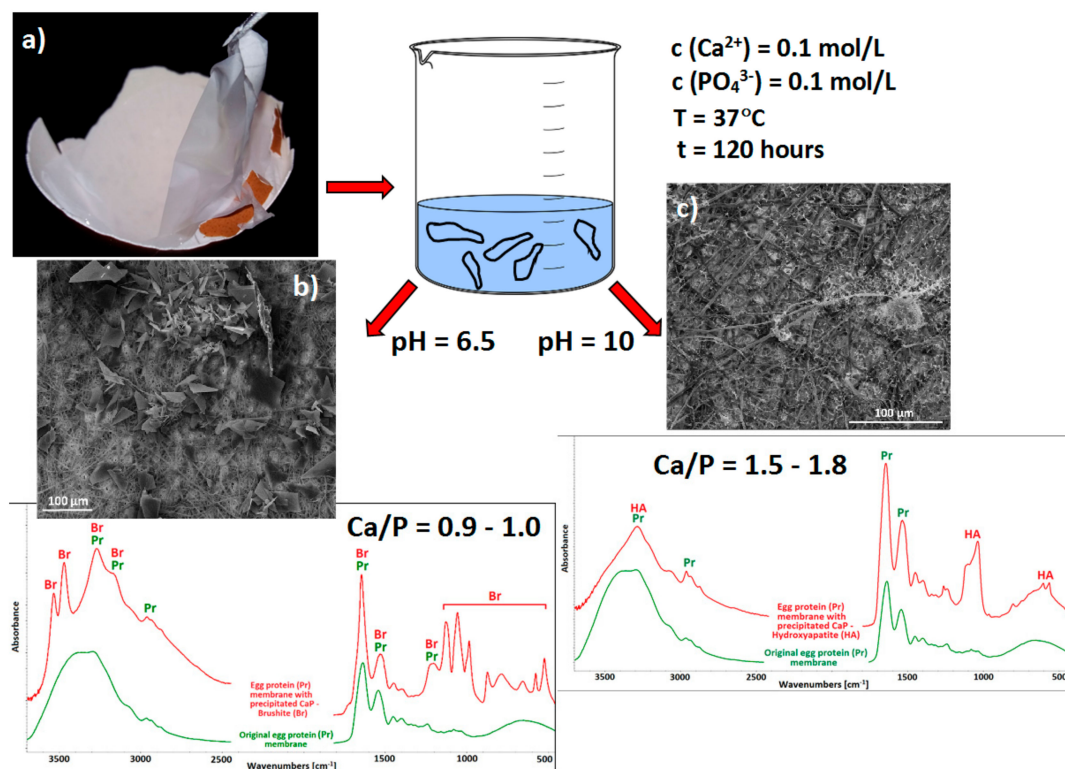 a)
c (Ca²⁺) = 0.1 mol/L
c (PO₄³⁻) = 0.1 mol/L
T = 37°C
t = 120 hours
b)
c)
pH = 6.5
pH = 10
100 µm
100 µm
Ca/P = 0.9 - 1.0
Br
Br
Br
Pr
Br
Pr
Pr
Br
Pr
Br
Pr
Br
Pr
Br
Absorbance
Egg protein (Pr)
membrane with
precipitated CaP -
Brushite (Br)
Original egg protein (Pr)
membrane
3500
3000
2500
1500
1000
500
Wavenumbers [cm⁻¹]
Ca/P = 1.5 - 1.8
HA
Pr
Pr
Pr
Pr
HA
HA
Absorbance
Egg protein (Pr)
membrane with
precipitated CaP -
Hydroxyapatite (HA)
Original egg protein (Pr)
membrane
3500
3000
2500
1500
1000
500
Wavenumbers [cm⁻¹]